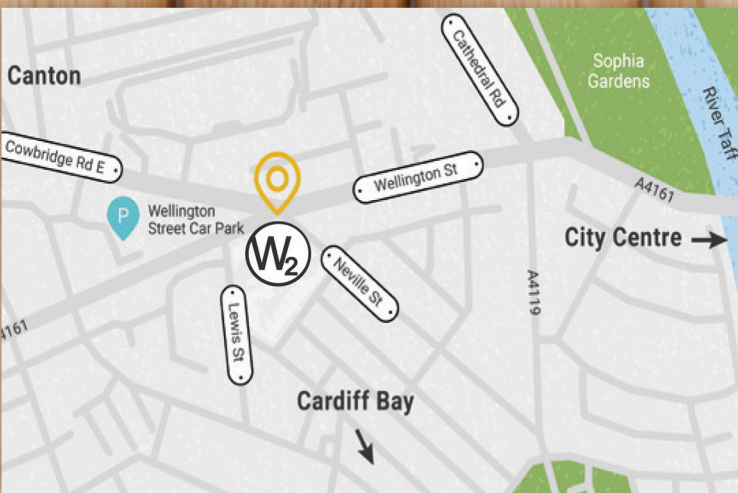 Canton
Cathedral Rd
Sophia
Gardens
River Taff
Cowbridge Rd E
Wellington St
P
Wellington
Street Car Park
A4161
City Centre
W2
Neville St
A4119
Lewis St
4161
Cardiff Bay